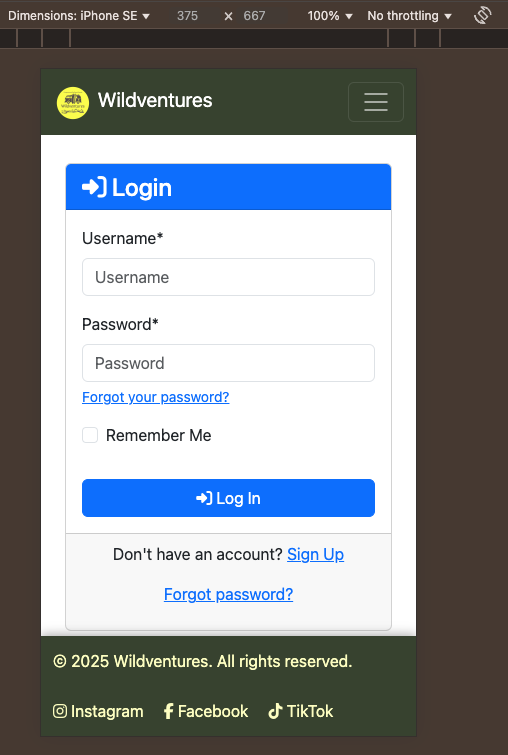 Dimensions: iPhone SE 375 × 667 100% No throttling
Wildventures
Login
Username*
Username
Password*
Password
Forgot your password?
Remember Me
Log In
Don't have an account? Sign Up
Forgot password?
© 2025 Wildventures. All rights reserved.
Instagram Facebook TikTok